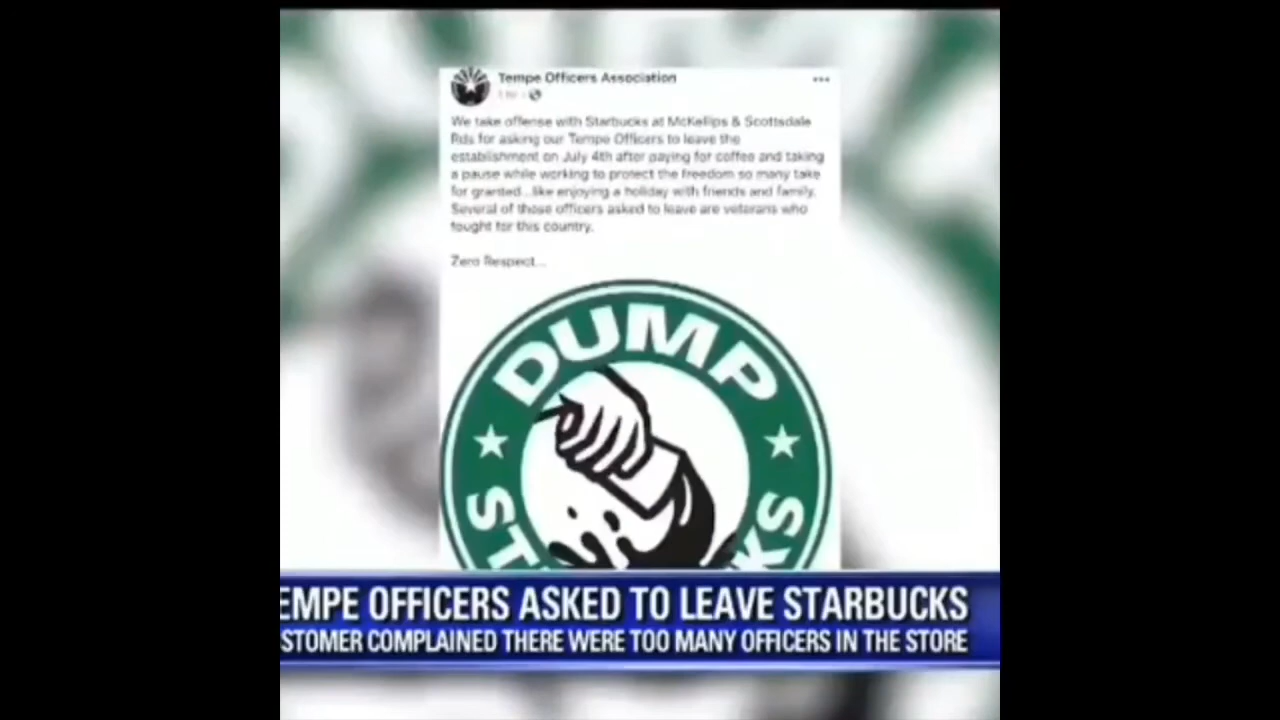 Tempe Officers Association
We take offense with Starbucks at McKellips & Scottsdale
Rds for asking our Tempe Officers to leave the
establishment on July 4th after paying for coffee and taking
a pause while working to protect the freedom so many take
for granted...like enjoying a holiday with friends and family.
Several of those officers asked to leave are veterans who
fought for this country.
Zero Respect...
DUMP
ST KS
EMPE OFFICERS ASKED TO LEAVE STARBUCKS
STOMER COMPLAINED THERE WERE TOO MANY OFFICERS IN THE STORE